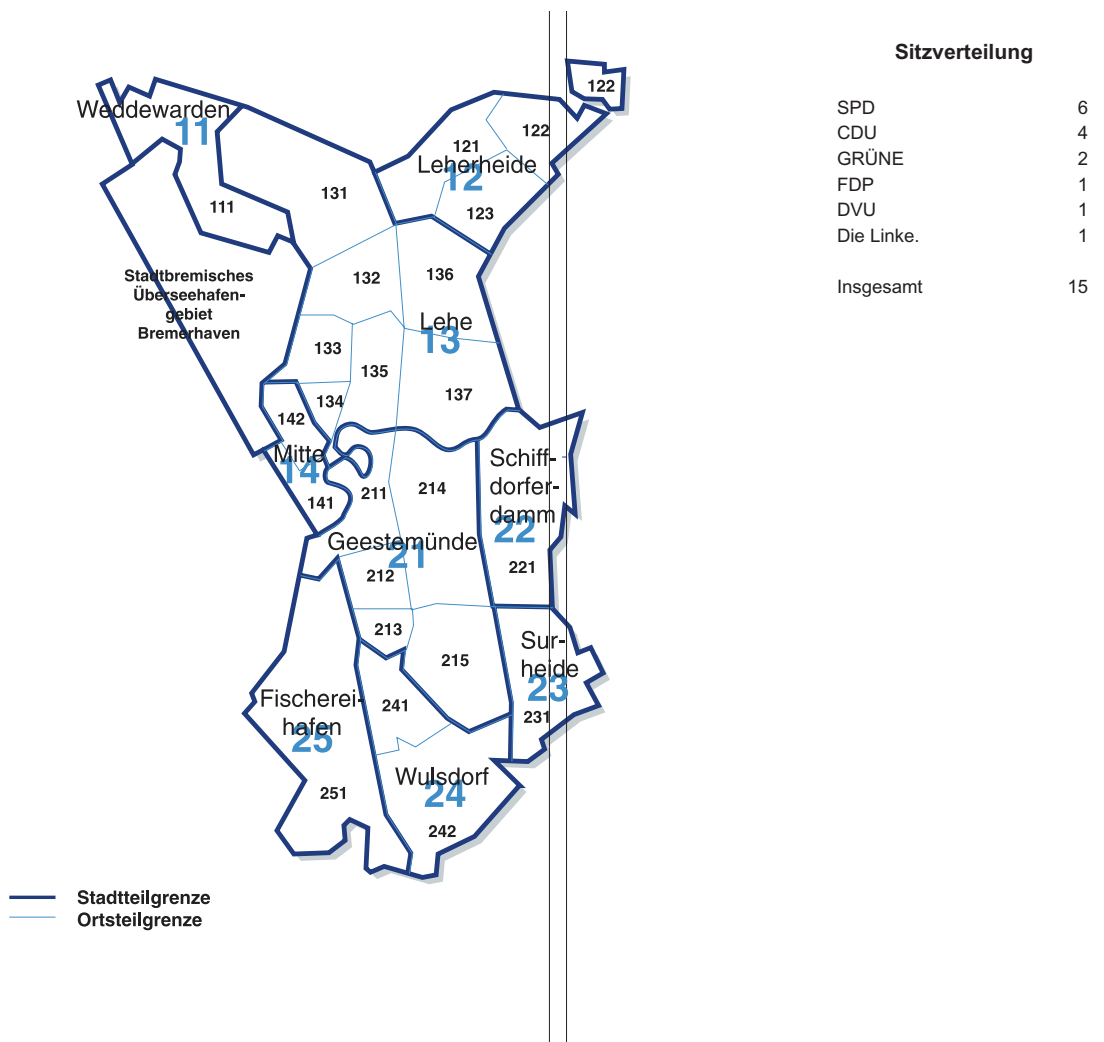 Sitzverteilung
SPD 6
CDU 4
GRÜNE 2
FDP 1
DVU 1
Die Linke. 1
Insgesamt 15
122
Weddewarden
11
111
131
121
122
Leherheide
12
123
Stadtbremisches
Überseehafen-
gebiet
Bremerhaven
132
136
Lehe
13
133
135
134
137
142
Mitte
14
141
211
214
Geestemünde
21
212
213
215
Schiff-
dorfer-
damm
22
221
Sur-
heide
23
231
241
Fischerei-
hafen
25
251
Wulsdorf
24
242
Stadtteilgrenze
Ortsteilgrenze